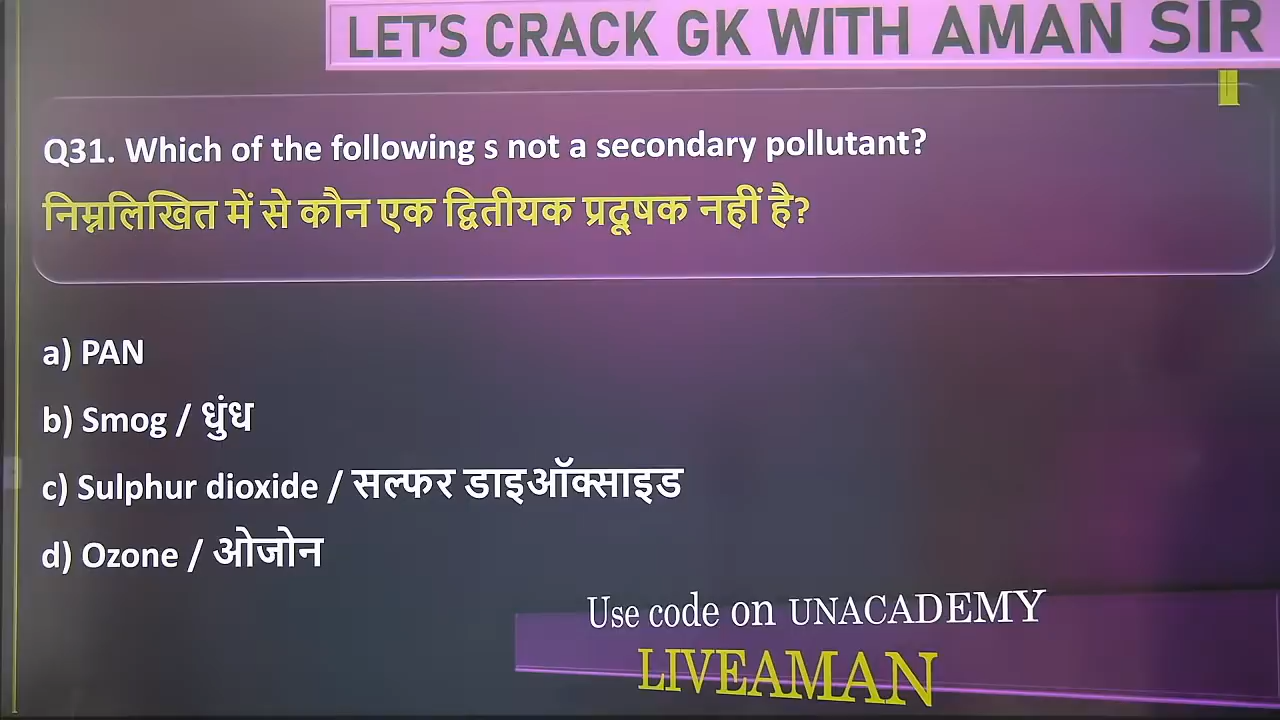 LET'S CRACK GK WITH AMAN SIR
Q31. Which of the following s not a secondary pollutant?
निम्नलिखित में से कौन एक द्वितीयक प्रदूषक नहीं है?
a) PAN
b) Smog / धुंध
c) Sulphur dioxide / सल्फर डाइऑक्साइड
d) Ozone / ओजोन
Use code on UNACADEMY
LIVEAMAN